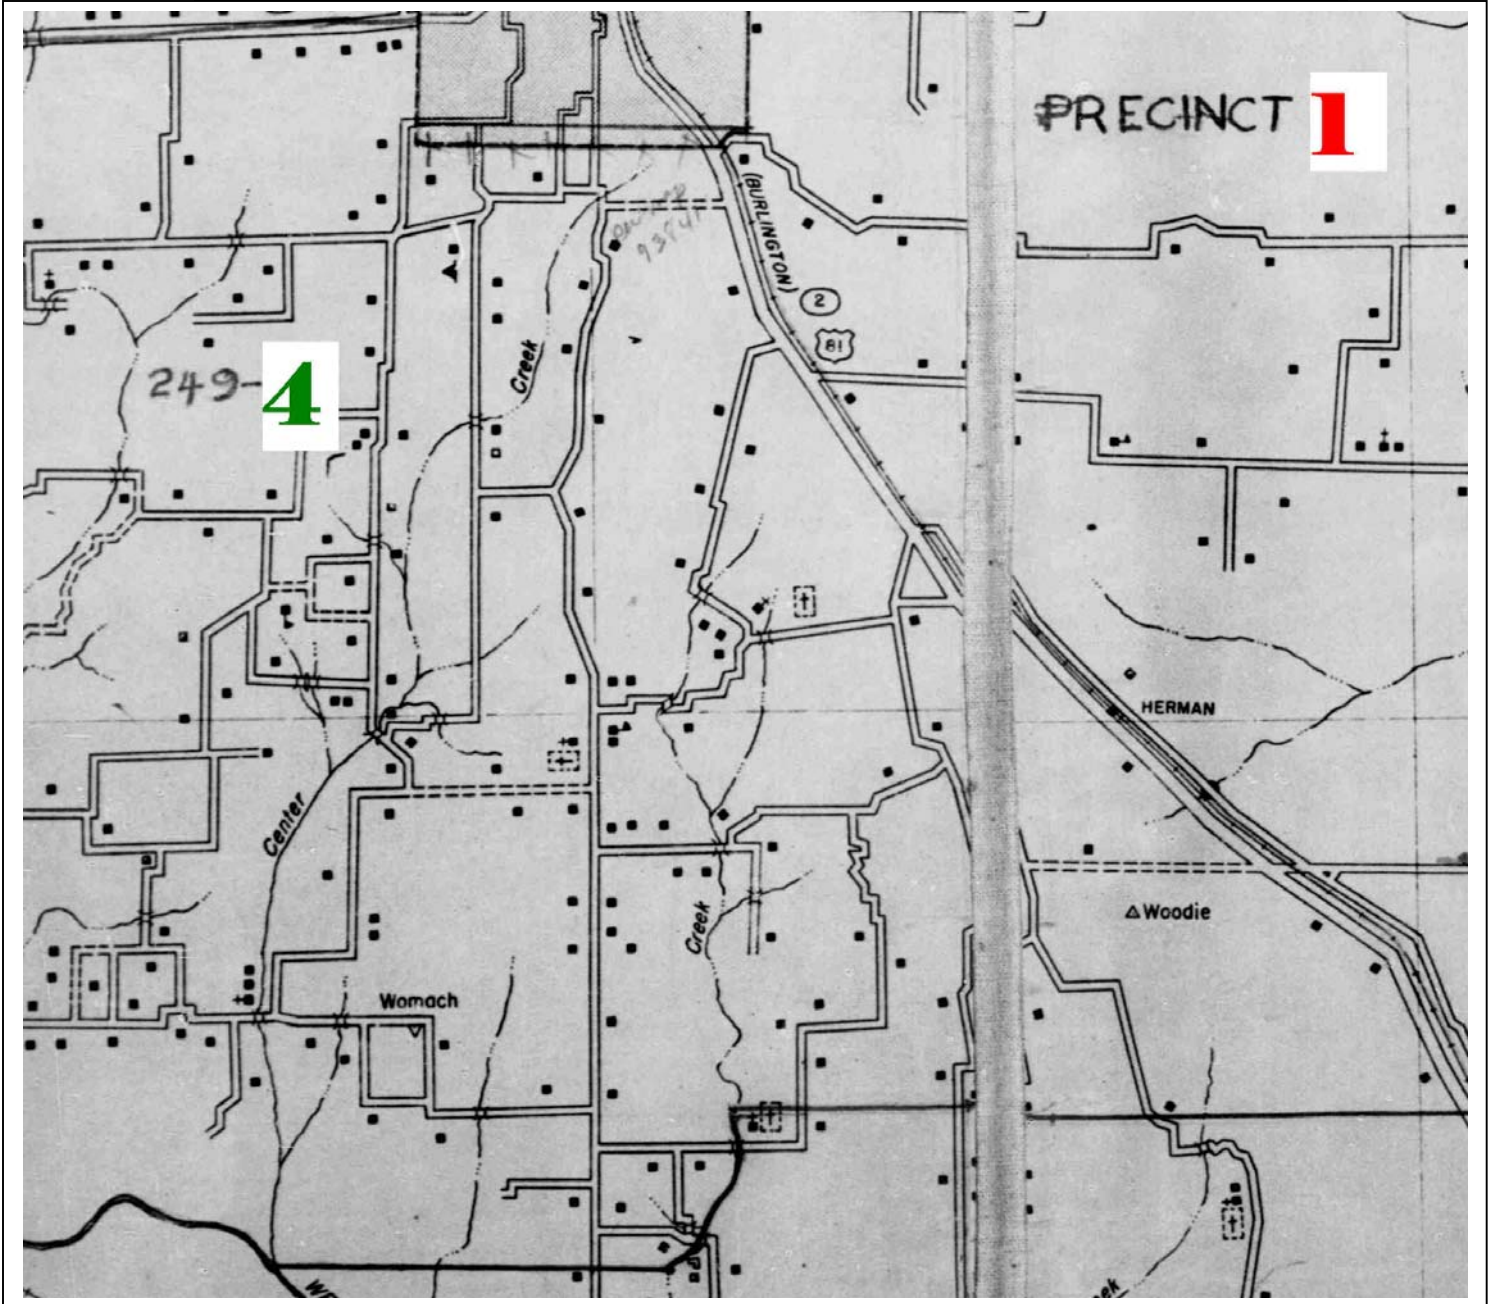 PRECINCT 1
(BURLINGTON)
2
81
Creek
249-4
HERMAN
Center
Woodie
Creek
Womach